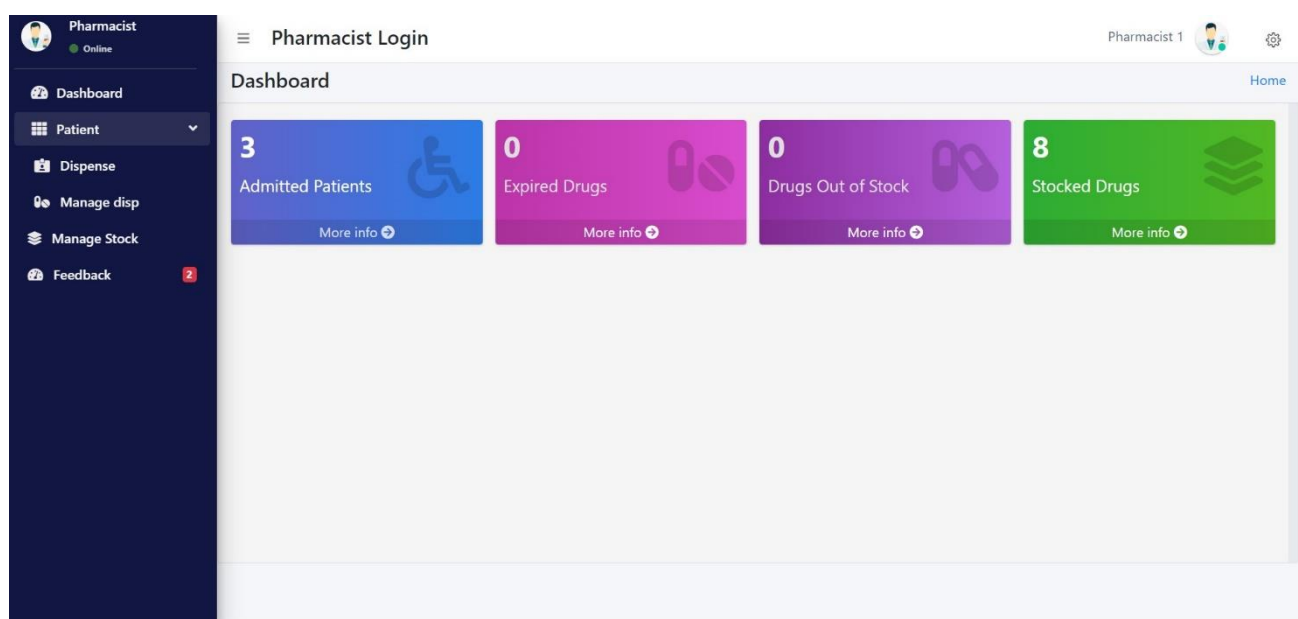 Pharmacist
Online
Dashboard
Patient
Dispense
Manage disp
Manage Stock
Feedback 2
Pharmacist Login
Pharmacist 1
Dashboard
Home
3
Admitted Patients
More info
0
Expired Drugs
More info
0
Drugs Out of Stock
More info
8
Stocked Drugs
More info